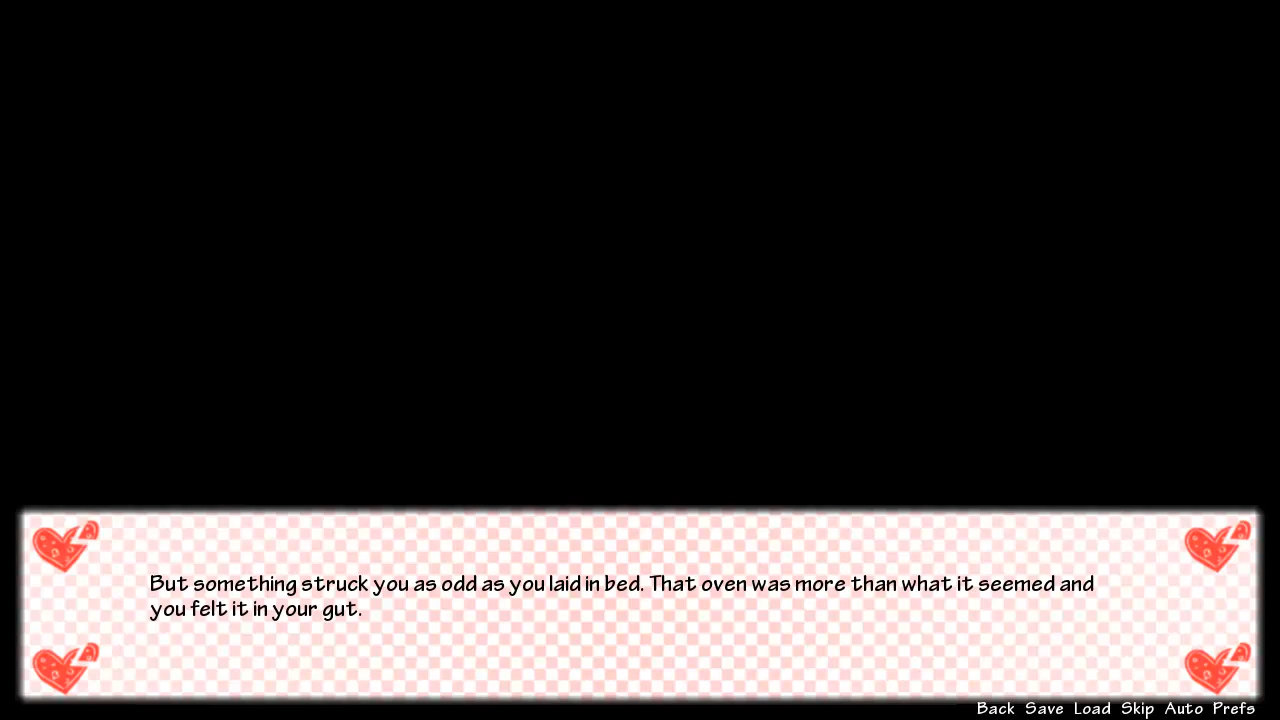 But something struck you as odd as you laid in bed. That oven was more than what it seemed and
you felt it in your gut.
Back Save Load Skip Auto Prefs